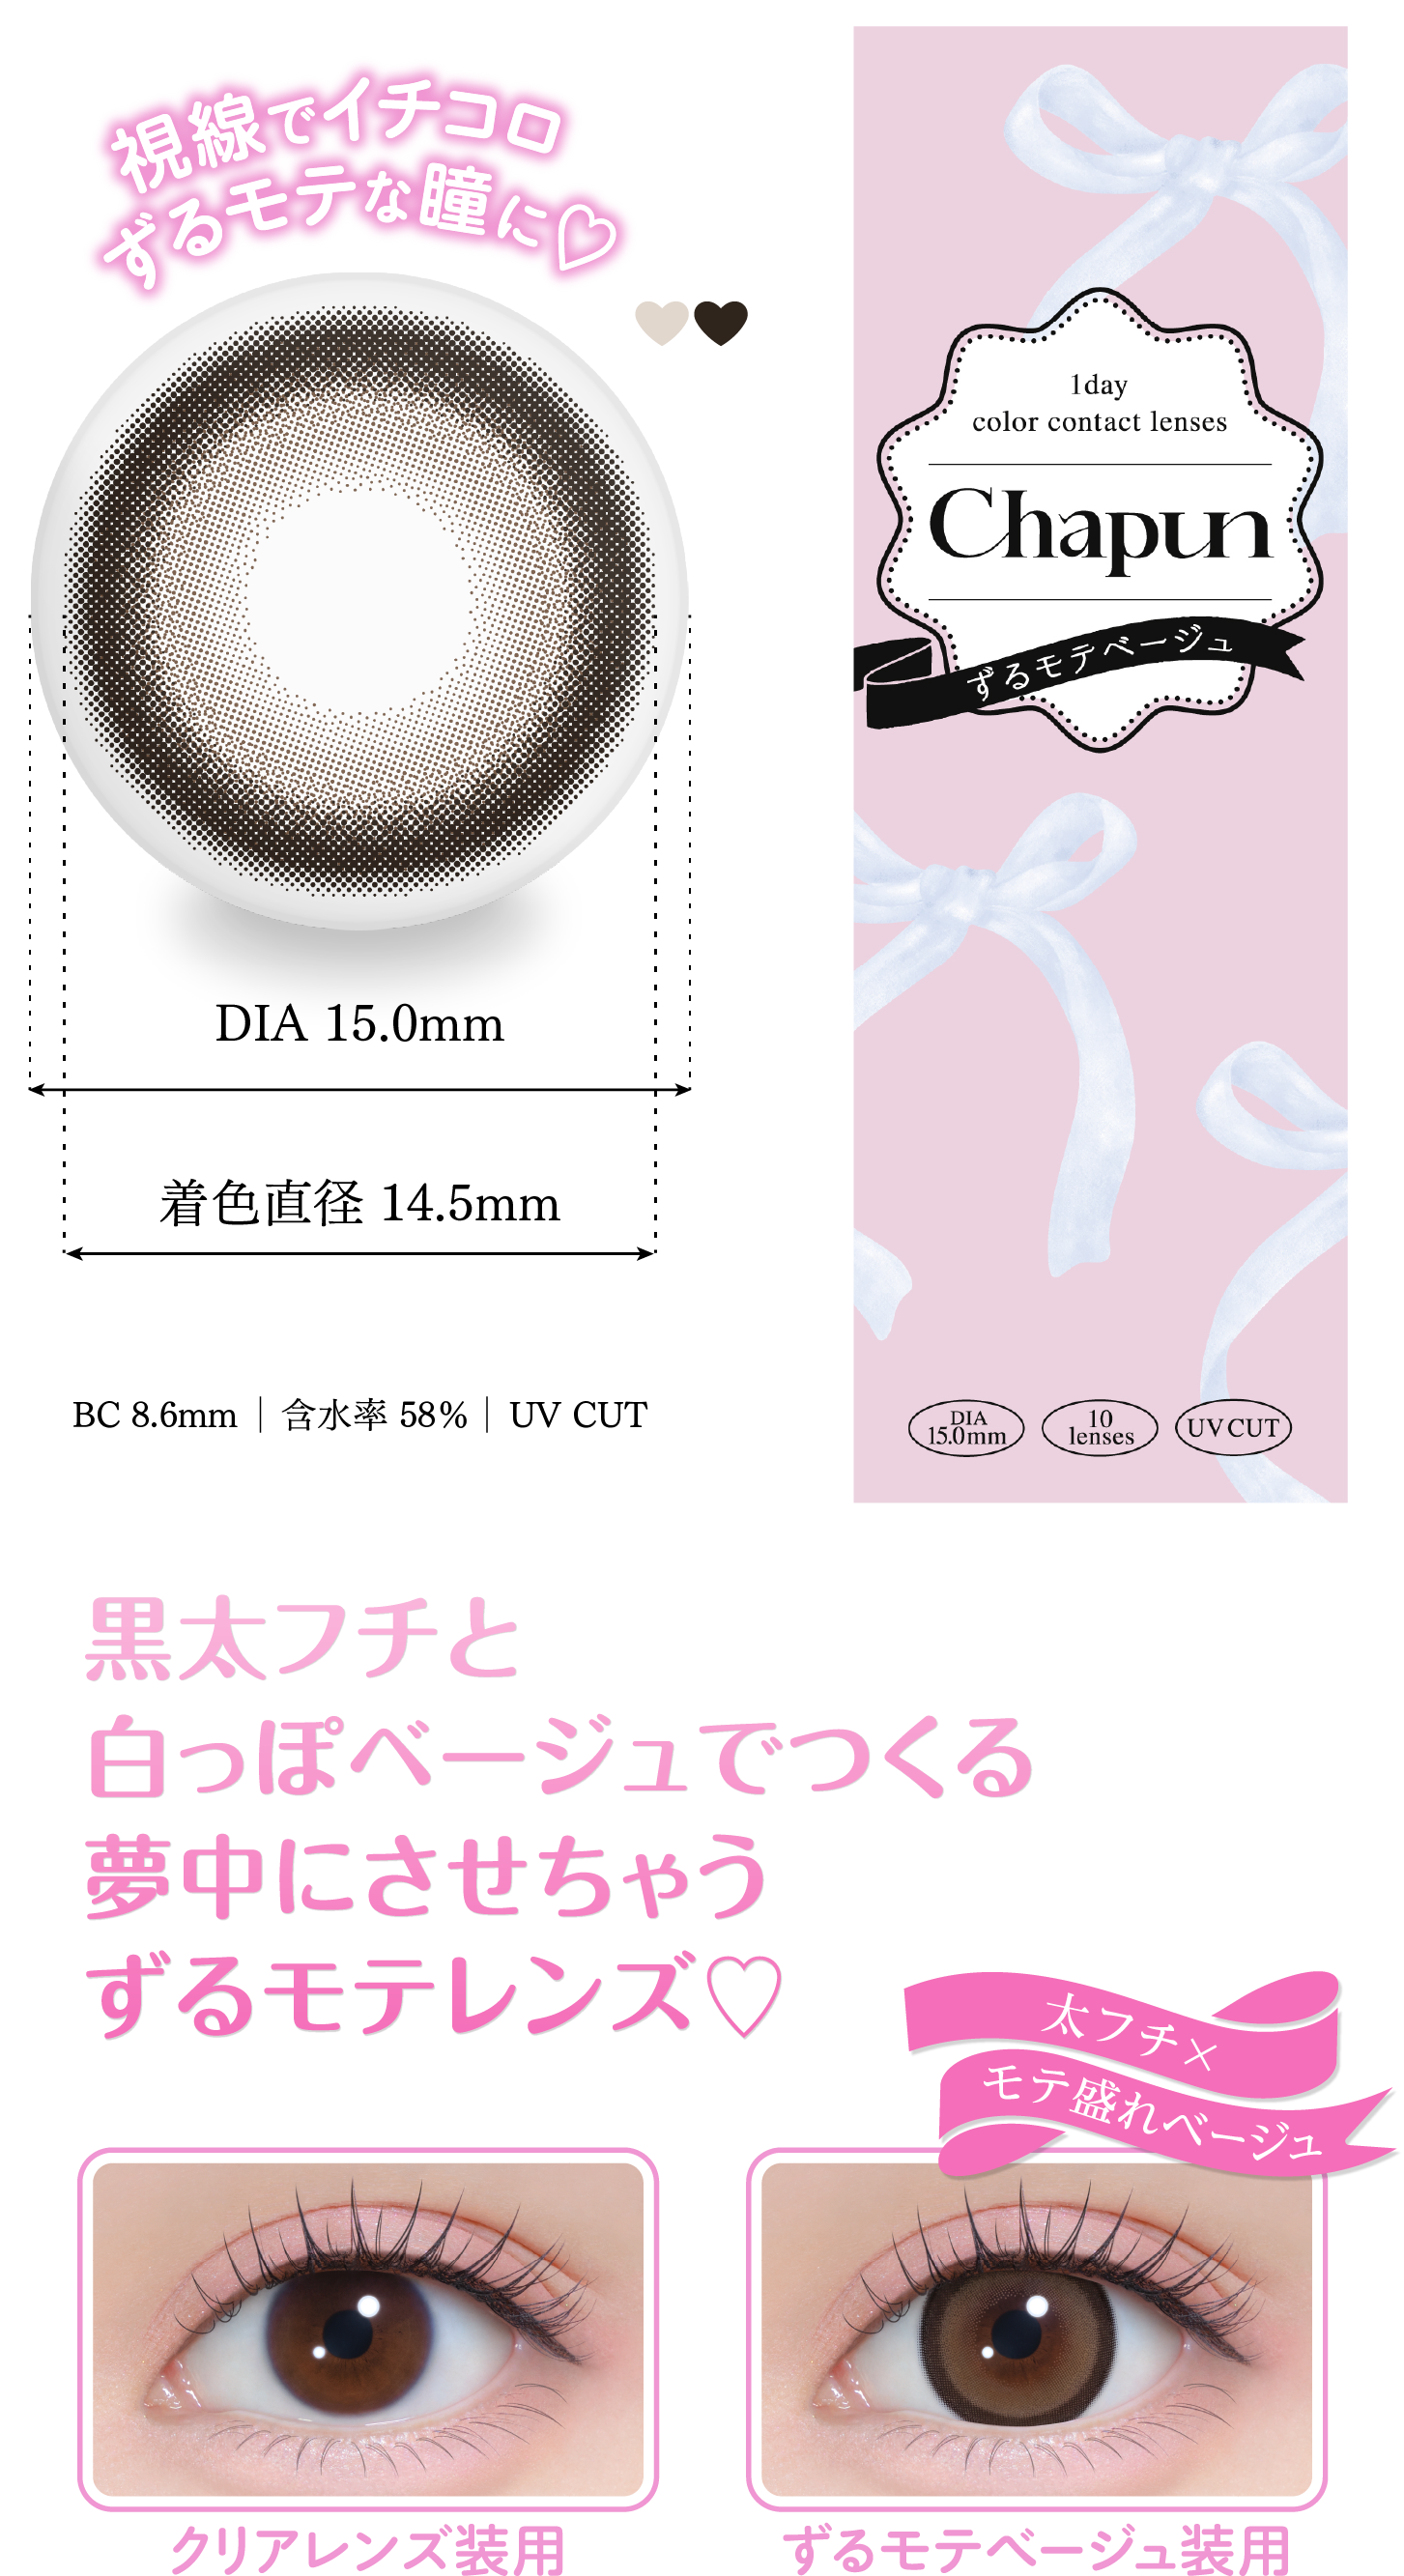 視線でイチコロ
ずるモテな瞳に♡
DIA 15.0mm
着色直径 14.5mm
BC 8.6mm｜含水率 58%｜UV CUT
1day
color contact lenses
Chapun
ずるモテベージュ
DIA
15.0mm
10
lenses
UV CUT
黒太フチと
白っぽベージュでつくる
夢中にさせちゃう
ずるモテレンズ♡
太フチ×
モテ盛れベージュ
クリアレンズ装用
ずるモテベージュ装用